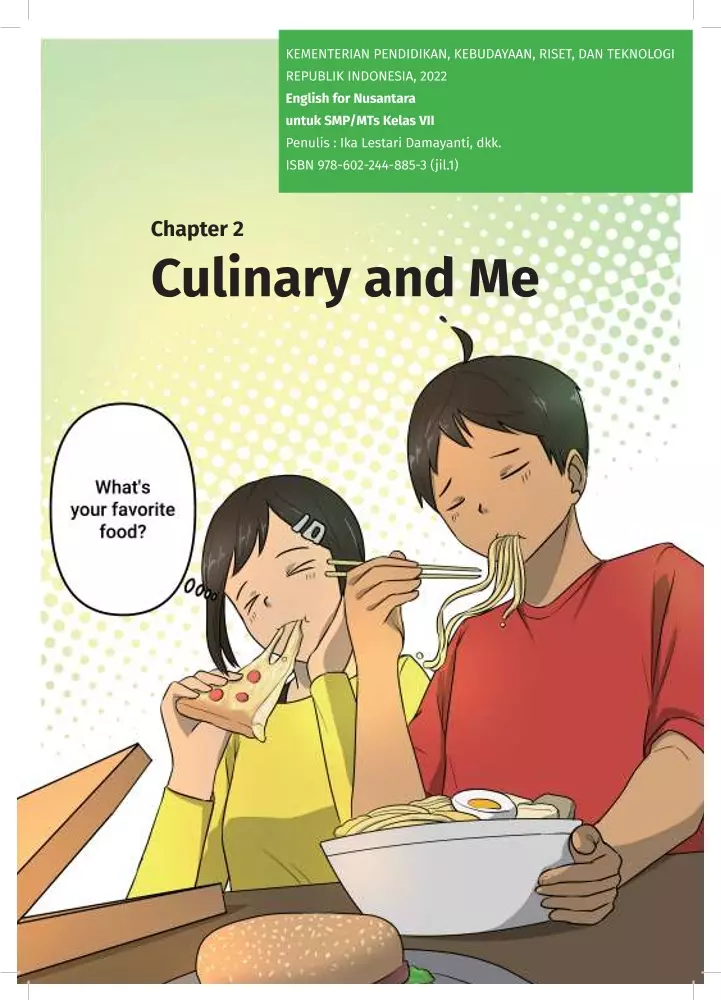 KEMENTERIAN PENDIDIKAN, KEBUDAYAAN, RISET, DAN TEKNOLOGI
REPUBLIK INDONESIA, 2022
English for Nusantara
untuk SMP/MTs Kelas VII
Penulis : Ika Lestari Damayanti, dkk.
ISBN 978-602-244-885-3 (jil.1)
Chapter 2
Culinary and Me
What's
your favorite
food?